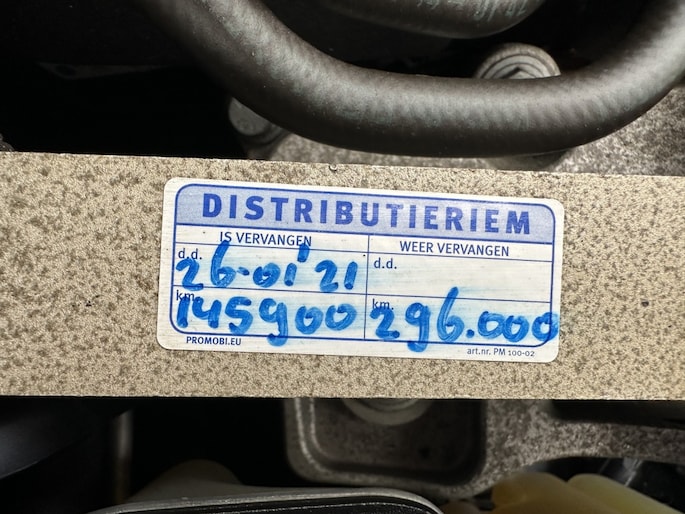 DISTRIBUTIERIEM
IS VERVANGEN WEER VERVANGEN
d.d. 26-01'21 d.d.
km 145900 km 296.000
PROMOBI.EU art.nr. PM 100-02